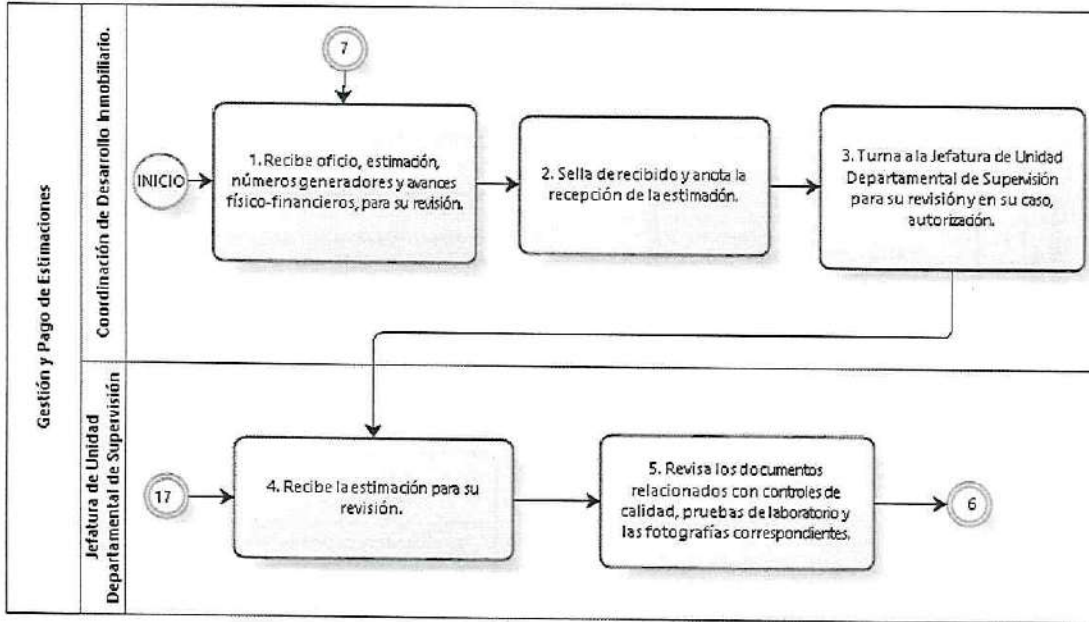 Gestión y Pago de Estimaciones
Coordinación de Desarrollo Inmobiliario.
7
INICIO
1. Recibe oficio, estimación,
números generadores y avances
físico-financieros, para su revisión.
2. Sella de recibido y anota la
recepción de la estimación.
3. Turna a la Jefatura de Unidad
Departamental de Supervisión
para su revisión y en su caso,
autorización.
Jefatura de Unidad
Departamental de Supervisión
17
4. Recibe la estimación para su
revisión.
5. Revisa los documentos
relacionados con controles de
calidad, pruebas de laboratorio y
las fotografías correspondientes.
6